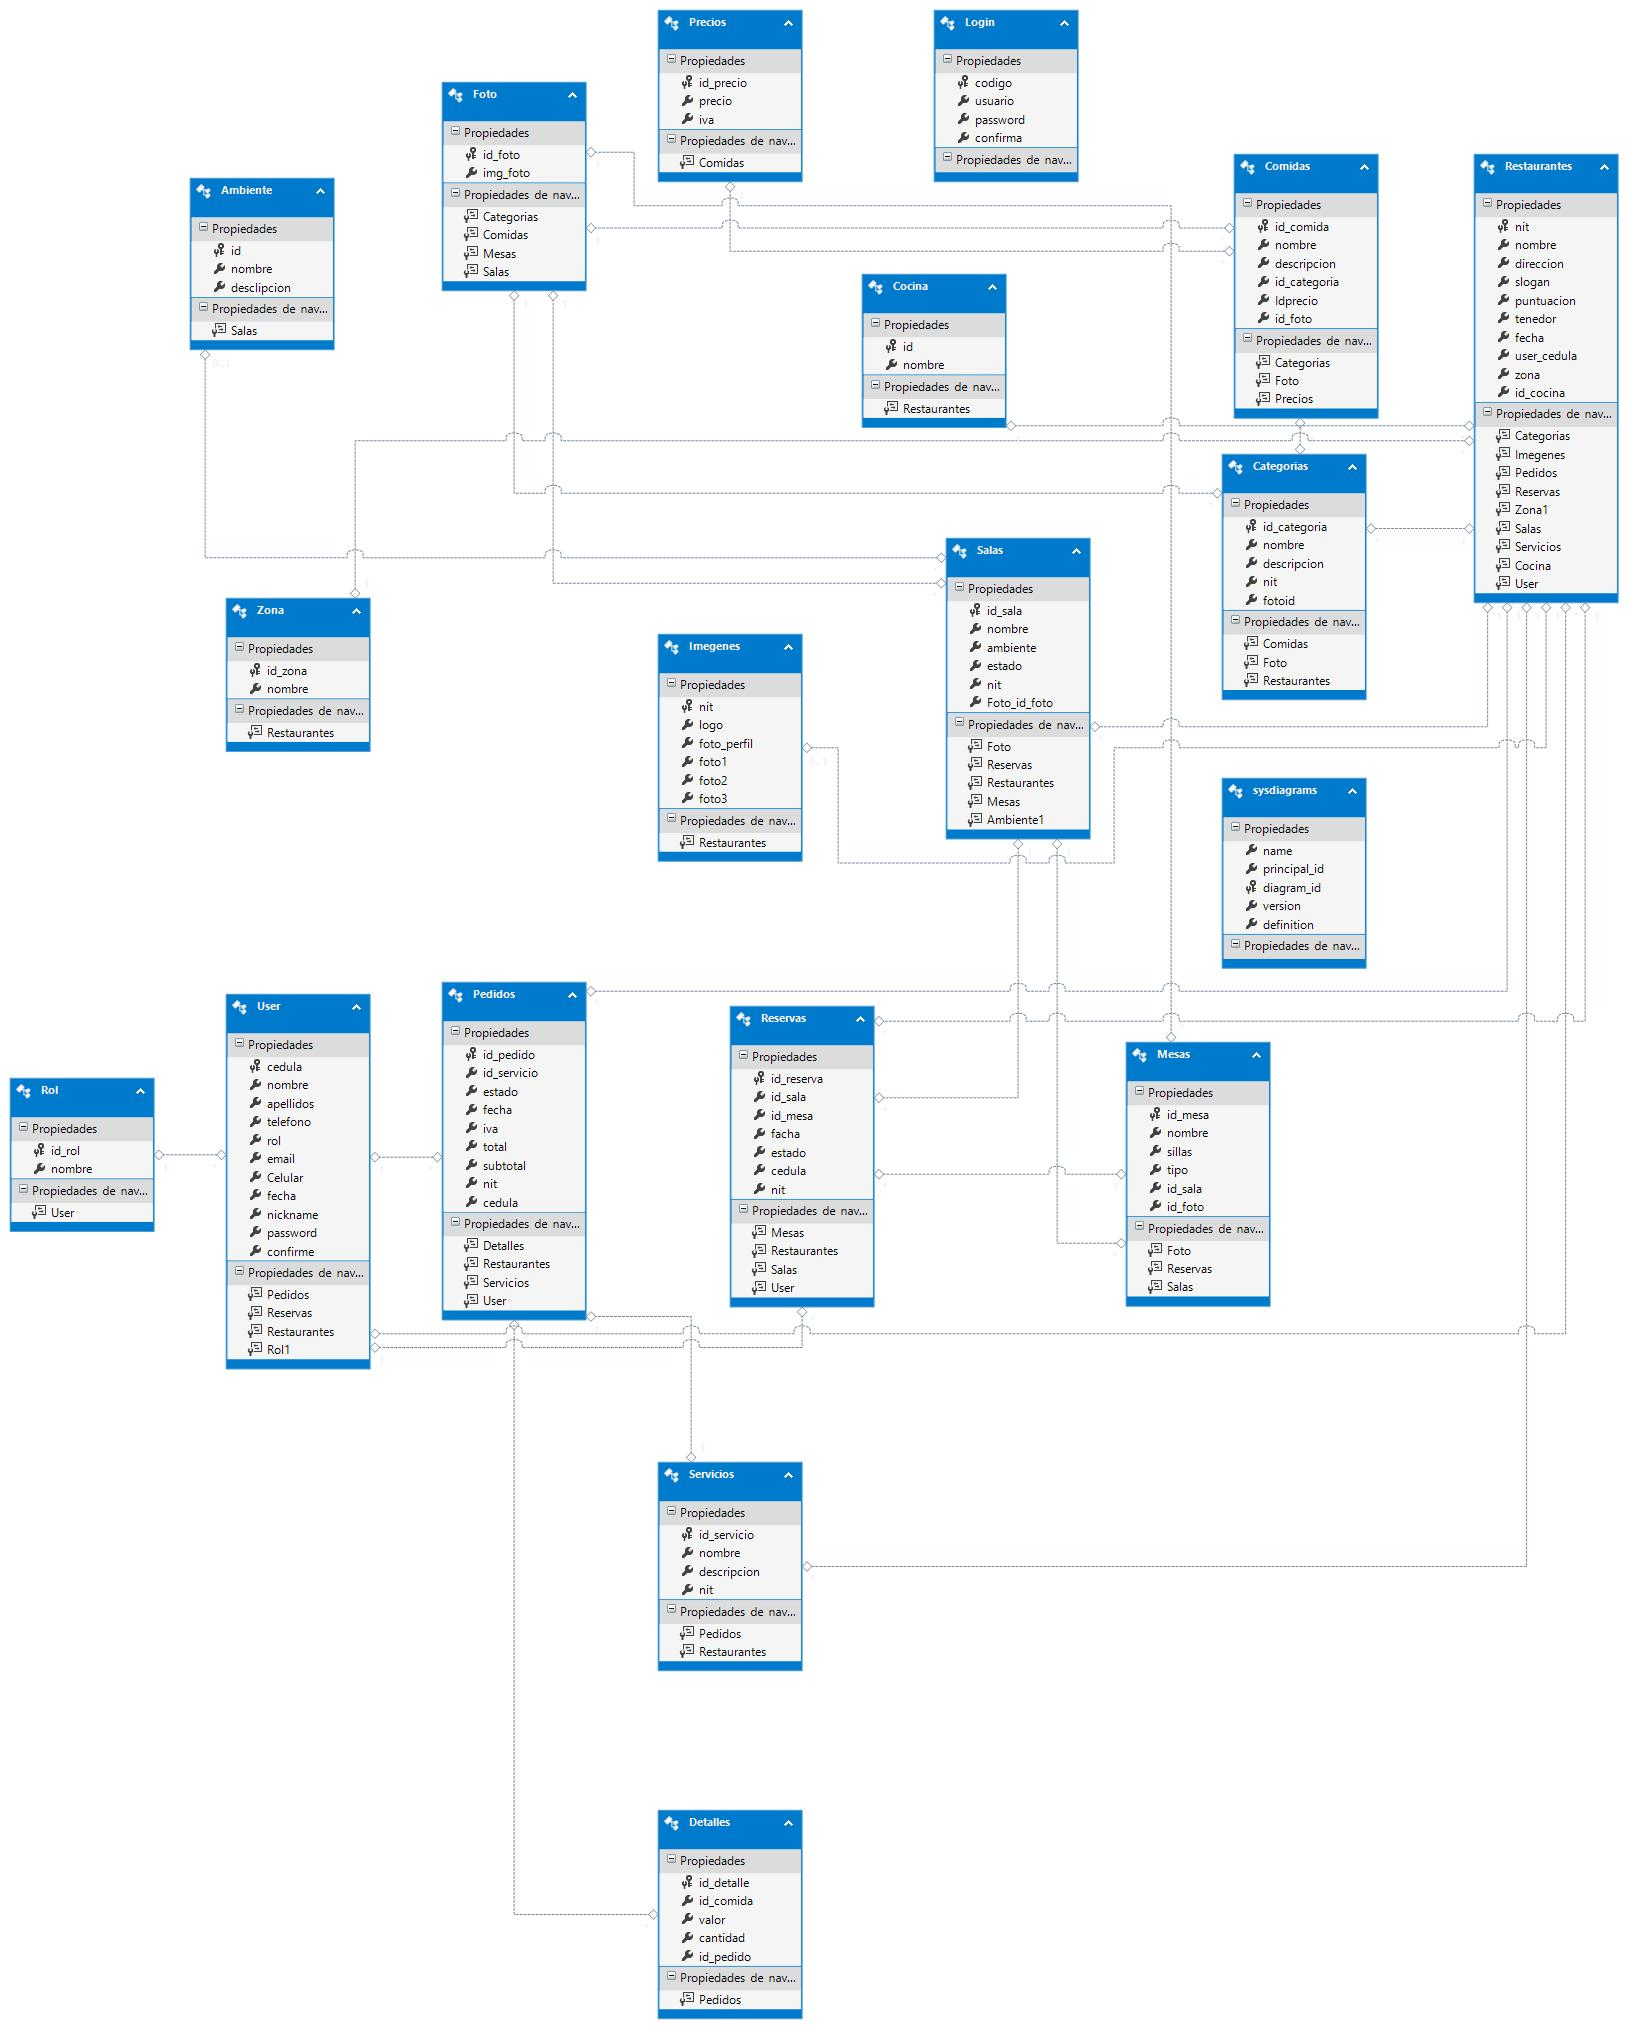 Precios
Propiedades
id_precio
precio
iva
Propiedades de nav...
Comidas
Login
Propiedades
codigo
usuario
password
confirma
Propiedades de nav...
Foto
Propiedades
id_foto
img_foto
Propiedades de nav...
Categorias
Comidas
Mesas
Salas
Comidas
Propiedades
id_comida
nombre
descripcion
id_categoria
Idprecio
id_foto
Propiedades de nav...
Categorias
Foto
Precios
Restaurantes
Propiedades
nit
nombre
direccion
slogan
puntuacion
tenedor
fecha
user_cedula
zona
id_cocina
Propiedades de nav...
Categorias
Imegenes
Pedidos
Reservas
Zona1
Salas
Servicios
Cocina
User
Ambiente
Propiedades
id
nombre
desclipcion
Propiedades de nav...
Salas
0..1
Cocina
Propiedades
id
nombre
Propiedades de nav...
Restaurantes
Categorias
Propiedades
id_categoria
nombre
descripcion
nit
fotoid
Propiedades de nav...
Comidas
Foto
Restaurantes
Salas
Propiedades
id_sala
nombre
ambiente
estado
nit
Foto_id_foto
Propiedades de nav...
Foto
Reservas
Restaurantes
Mesas
Ambiente1
Zona
Propiedades
id_zona
nombre
Propiedades de nav...
Restaurantes
Imegenes
Propiedades
nit
logo
foto_perfil
foto1
foto2
foto3
Propiedades de nav...
Restaurantes
0..1
sysdiagrams
Propiedades
name
principal_id
diagram_id
version
definition
Propiedades de nav...
User
Propiedades
cedula
nombre
apellidos
telefono
rol
email
Celular
fecha
nickname
password
confirme
Propiedades de nav...
Pedidos
Reservas
Restaurantes
Rol1
Pedidos
Propiedades
id_pedido
id_servicio
estado
fecha
iva
total
subtotal
nit
cedula
Propiedades de nav...
Detalles
Restaurantes
Servicios
User
Reservas
Propiedades
id_reserva
id_sala
id_mesa
facha
estado
cedula
nit
Propiedades de nav...
Mesas
Restaurantes
Salas
User
Mesas
Propiedades
id_mesa
nombre
sillas
tipo
id_sala
id_foto
Propiedades de nav...
Foto
Reservas
Salas
Rol
Propiedades
id_rol
nombre
Propiedades de nav...
User
Servicios
Propiedades
id_servicio
nombre
descripcion
nit
Propiedades de nav...
Pedidos
Restaurantes
Detalles
Propiedades
id_detalle
id_comida
valor
cantidad
id_pedido
Propiedades de nav...
Pedidos